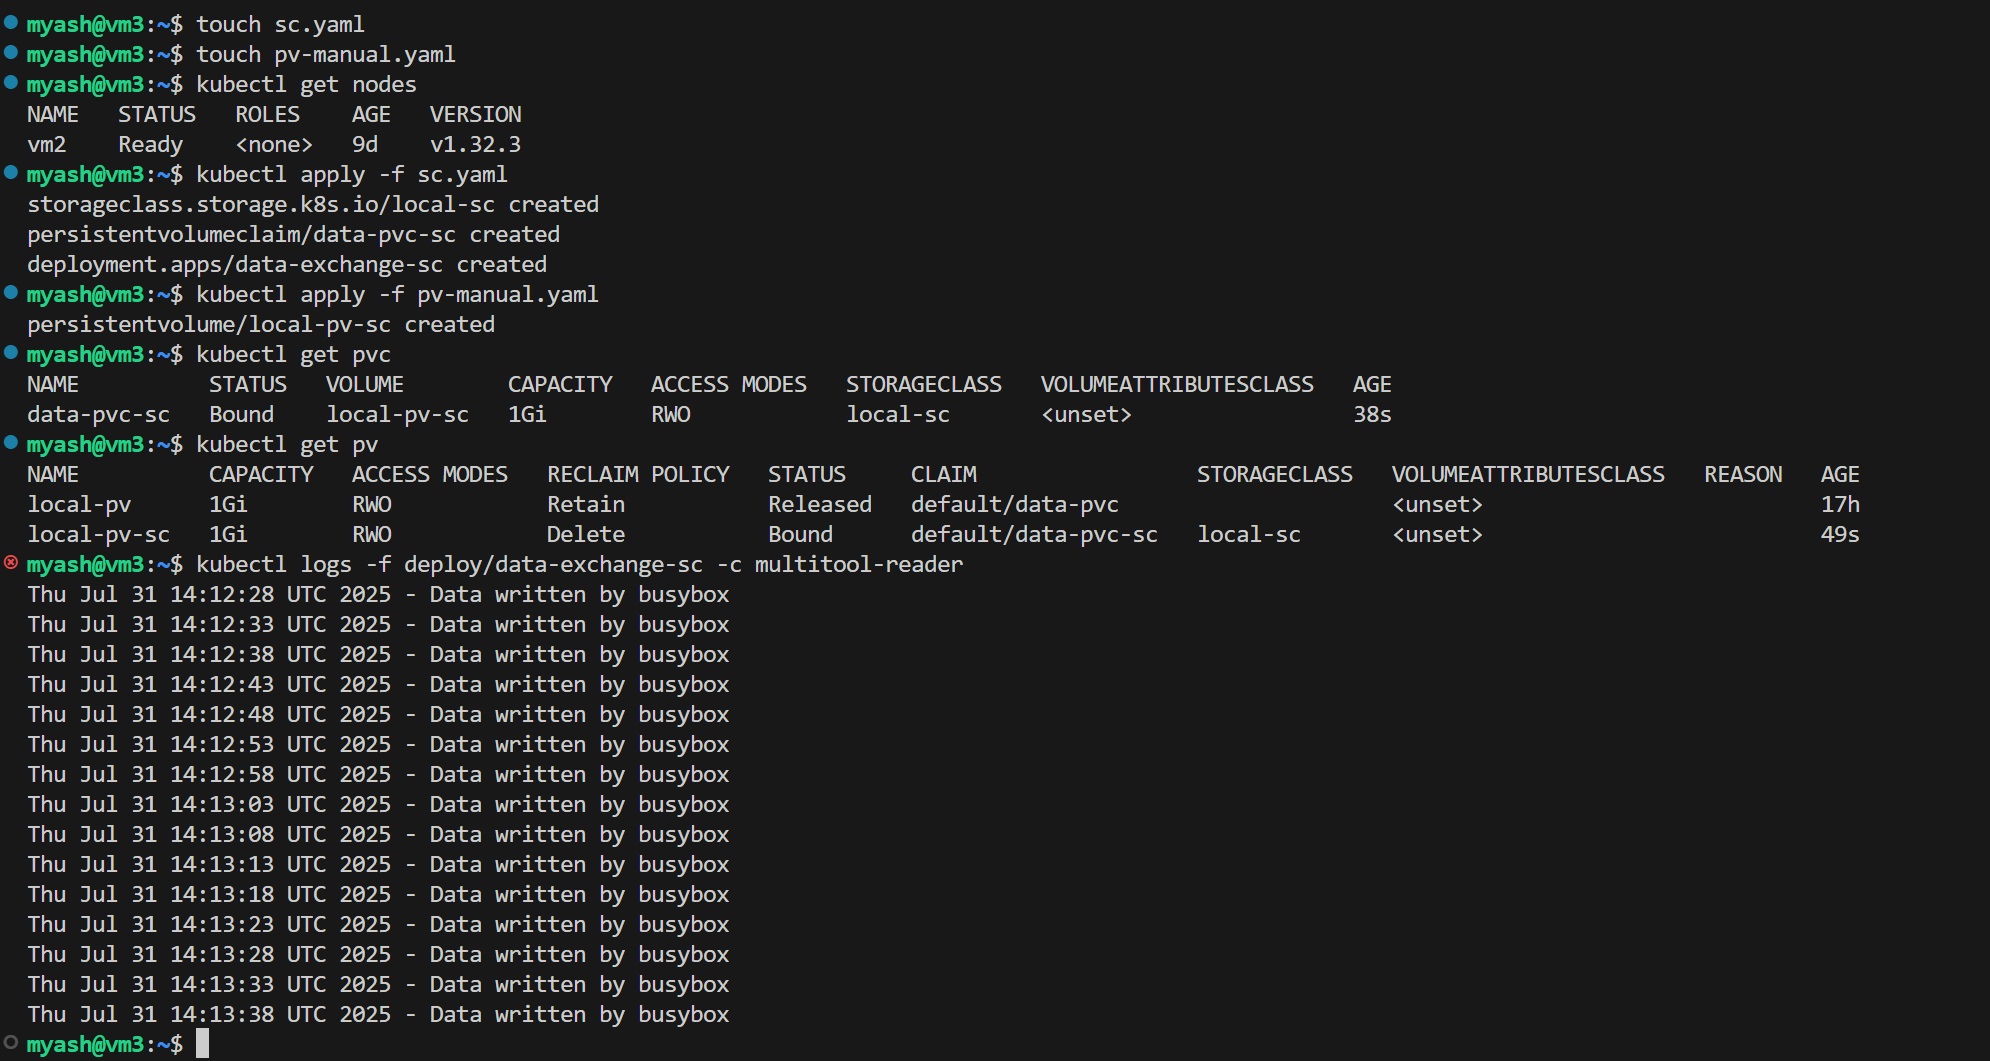 myash@vm3:~$ touch sc.yaml
myash@vm3:~$ touch pv-manual.yaml
myash@vm3:~$ kubectl get nodes
NAME   STATUS   ROLES    AGE   VERSION
vm2    Ready    <none>   9d    v1.32.3
myash@vm3:~$ kubectl apply -f sc.yaml
storageclass.storage.k8s.io/local-sc created
persistentvolumeclaim/data-pvc-sc created
deployment.apps/data-exchange-sc created
myash@vm3:~$ kubectl apply -f pv-manual.yaml
persistentvolume/local-pv-sc created
myash@vm3:~$ kubectl get pvc
NAME          STATUS   VOLUME        CAPACITY   ACCESS MODES   STORAGECLASS   VOLUMEATTRIBUTESCLASS   AGE
data-pvc-sc   Bound    local-pv-sc   1Gi        RWO            local-sc       <unset>                 38s
myash@vm3:~$ kubectl get pv
NAME          CAPACITY   ACCESS MODES   RECLAIM POLICY   STATUS     CLAIM                 STORAGECLASS   VOLUMEATTRIBUTESCLASS   REASON   AGE
local-pv      1Gi        RWO            Retain           Released   default/data-pvc                     <unset>                          17h
local-pv-sc   1Gi        RWO            Delete           Bound      default/data-pvc-sc   local-sc       <unset>                          49s
myash@vm3:~$ kubectl logs -f deploy/data-exchange-sc -c multitool-reader
Thu Jul 31 14:12:28 UTC 2025 - Data written by busybox
Thu Jul 31 14:12:33 UTC 2025 - Data written by busybox
Thu Jul 31 14:12:38 UTC 2025 - Data written by busybox
Thu Jul 31 14:12:43 UTC 2025 - Data written by busybox
Thu Jul 31 14:12:48 UTC 2025 - Data written by busybox
Thu Jul 31 14:12:53 UTC 2025 - Data written by busybox
Thu Jul 31 14:12:58 UTC 2025 - Data written by busybox
Thu Jul 31 14:13:03 UTC 2025 - Data written by busybox
Thu Jul 31 14:13:08 UTC 2025 - Data written by busybox
Thu Jul 31 14:13:13 UTC 2025 - Data written by busybox
Thu Jul 31 14:13:18 UTC 2025 - Data written by busybox
Thu Jul 31 14:13:23 UTC 2025 - Data written by busybox
Thu Jul 31 14:13:28 UTC 2025 - Data written by busybox
Thu Jul 31 14:13:33 UTC 2025 - Data written by busybox
Thu Jul 31 14:13:38 UTC 2025 - Data written by busybox
myash@vm3:~$